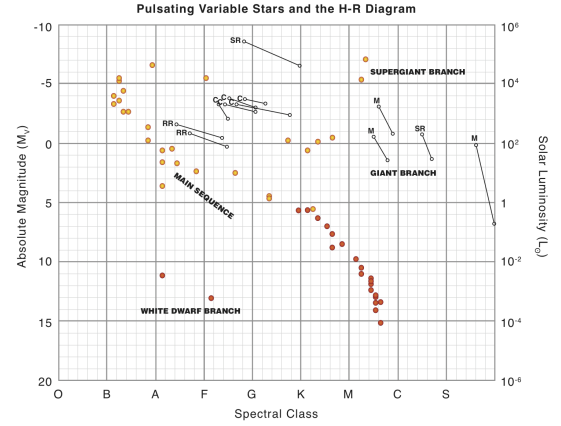 Pulsating Variable Stars and the H-R Diagram
-10
-5
0
5
10
15
20
Absolute Magnitude (Mv)
10⁶
10⁴
10²
1
10⁻²
10⁻⁴
10⁻⁶
Solar Luminosity (L⊙)
SR
SUPERGIANT BRANCH
C C C C C
M
RR
RR
M
SR
M
GIANT BRANCH
MAIN SEQUENCE
WHITE DWARF BRANCH
O B A F G K M C S
Spectral Class